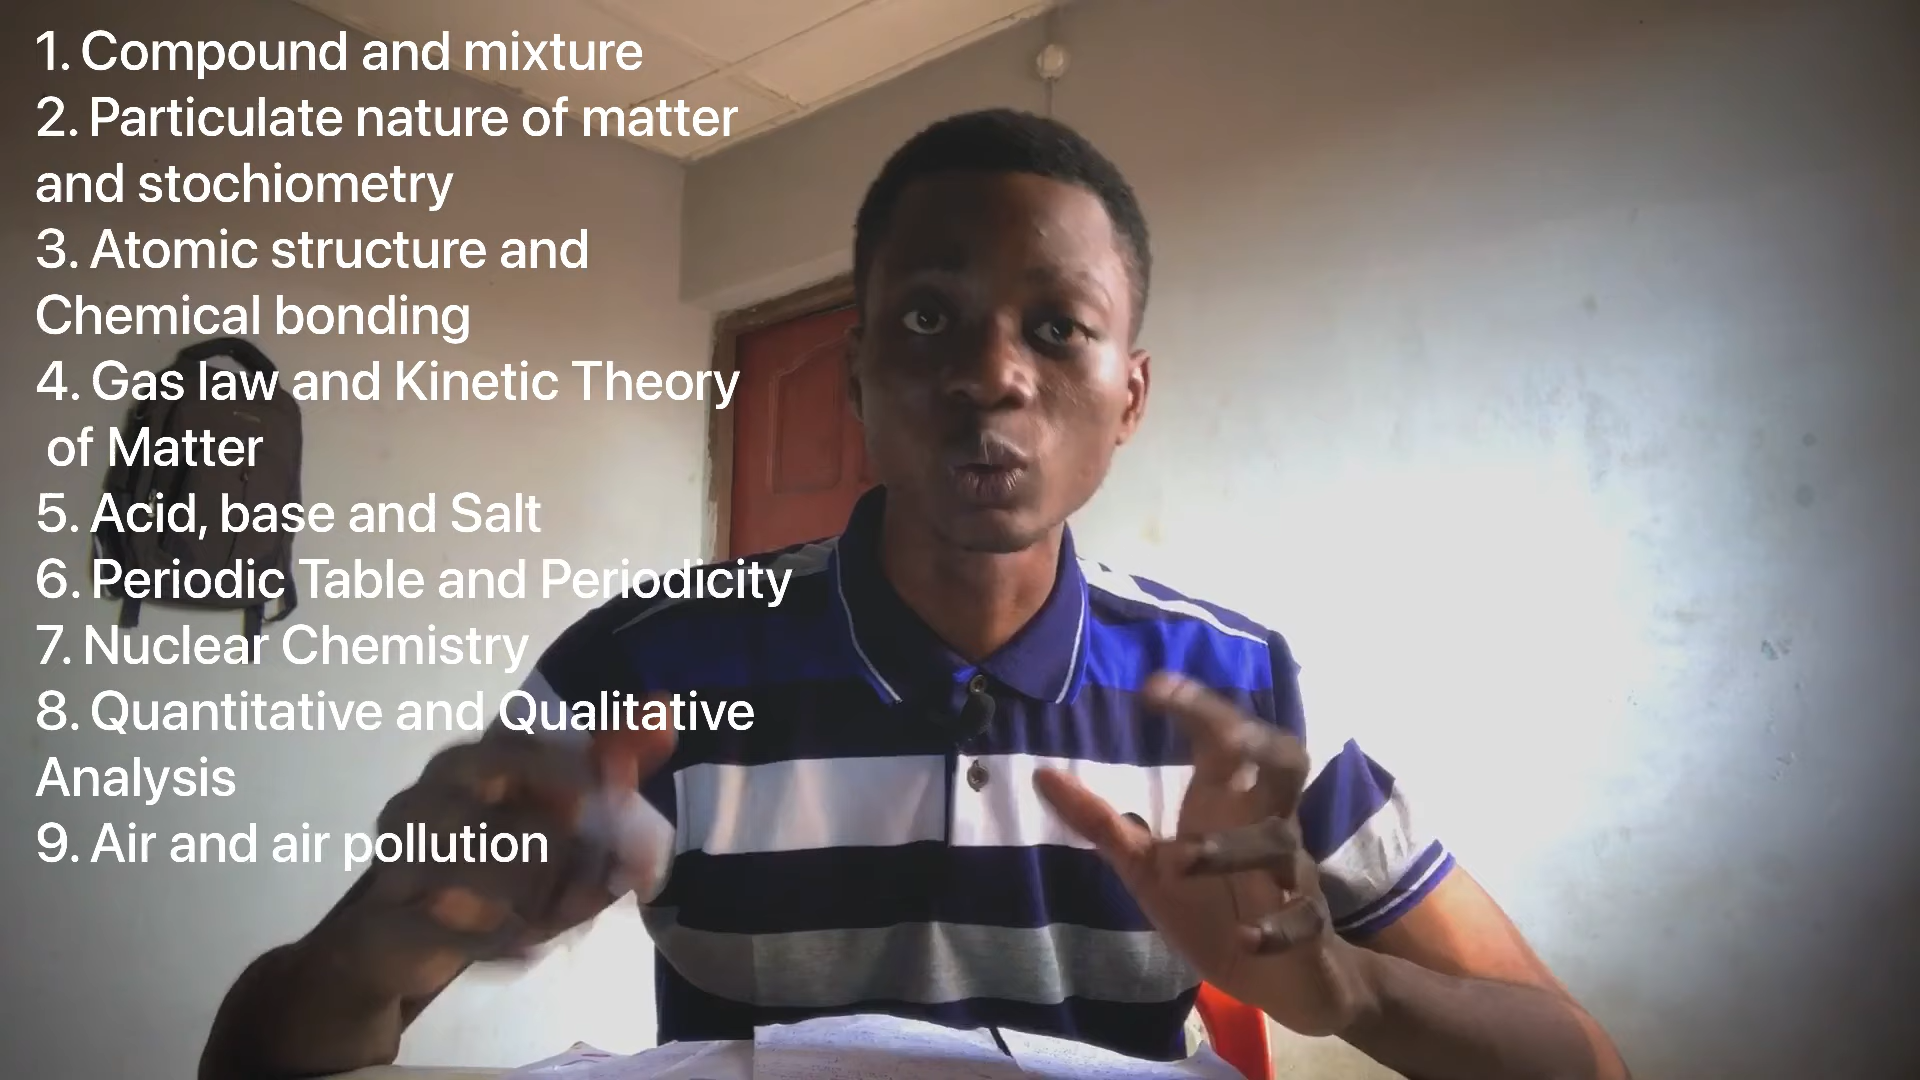 1. Compound and mixture
2. Particulate nature of matter
and stochiometry
3. Atomic structure and
Chemical bonding
4. Gas law and Kinetic Theory
of Matter
5. Acid, base and Salt
6. Periodic Table and Periodicity
7. Nuclear Chemistry
8. Quantitative and Qualitative
Analysis
9. Air and air pollution